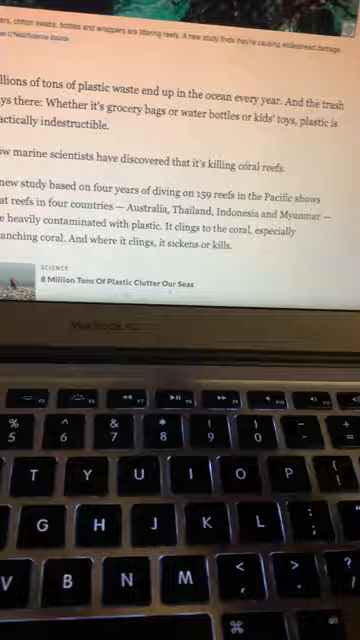 ers, cotton swabs, bottles and wrappers are littering reefs. A new study finds they're causing widespread damage.
llions of tons of plastic waste end up in the ocean every year. And the trash
ys there: Whether it's grocery bags or water bottles or kids' toys, plastic is
actically indestructible.
ow marine scientists have discovered that it's killing coral reefs.
new study based on four years of diving on 159 reefs in the Pacific shows
at reefs in four countries — Australia, Thailand, Indonesia and Myanmar —
e heavily contaminated with plastic. It clings to the coral, especially
anching coral. And where it clings, it sickens or kills.
SCIENCE
8 Million Tons Of Plastic Clutter Our Seas
MacBook
% ^ & * ( ) - +
5 6 7 8 9 0 =
T Y U I O P { [
G H J K L : ;
V B N M < , > . ?
⌘